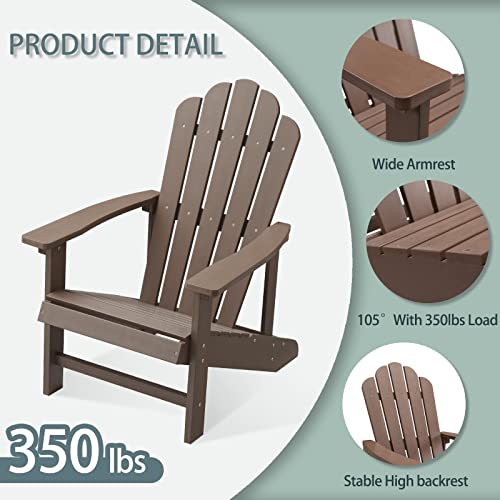 PRODUCT DETAIL
Wide Armrest
105° With 350lbs Load
350 lbs
Stable High backrest